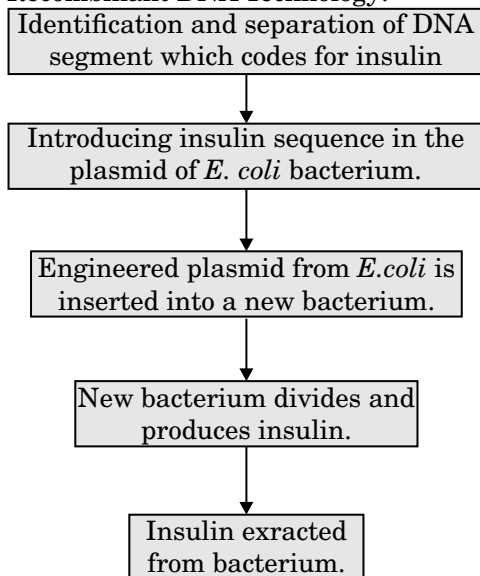 Recombinant DNA Technology.
Identification and separation of DNA
segment which codes for insulin
Introducing insulin sequence in the
plasmid of E. coli bacterium.
Engineered plasmid from E.coli is
inserted into a new bacterium.
New bacterium divides and
produces insulin.
Insulin exracted
from bacterium.